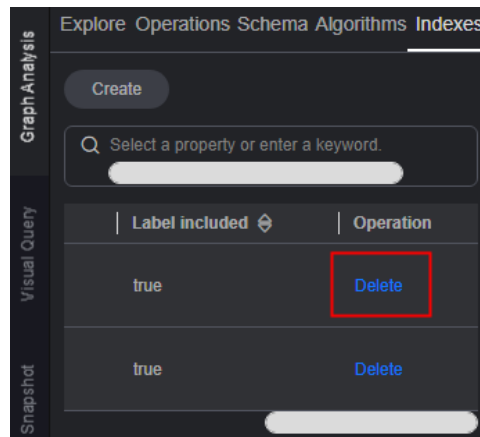 Explore Operations Schema Algorithms Indexes
Graph Analysis
Create
Select a property or enter a keyword.
Visual Query
Label included Operation
true Delete
Snapshot
true Delete